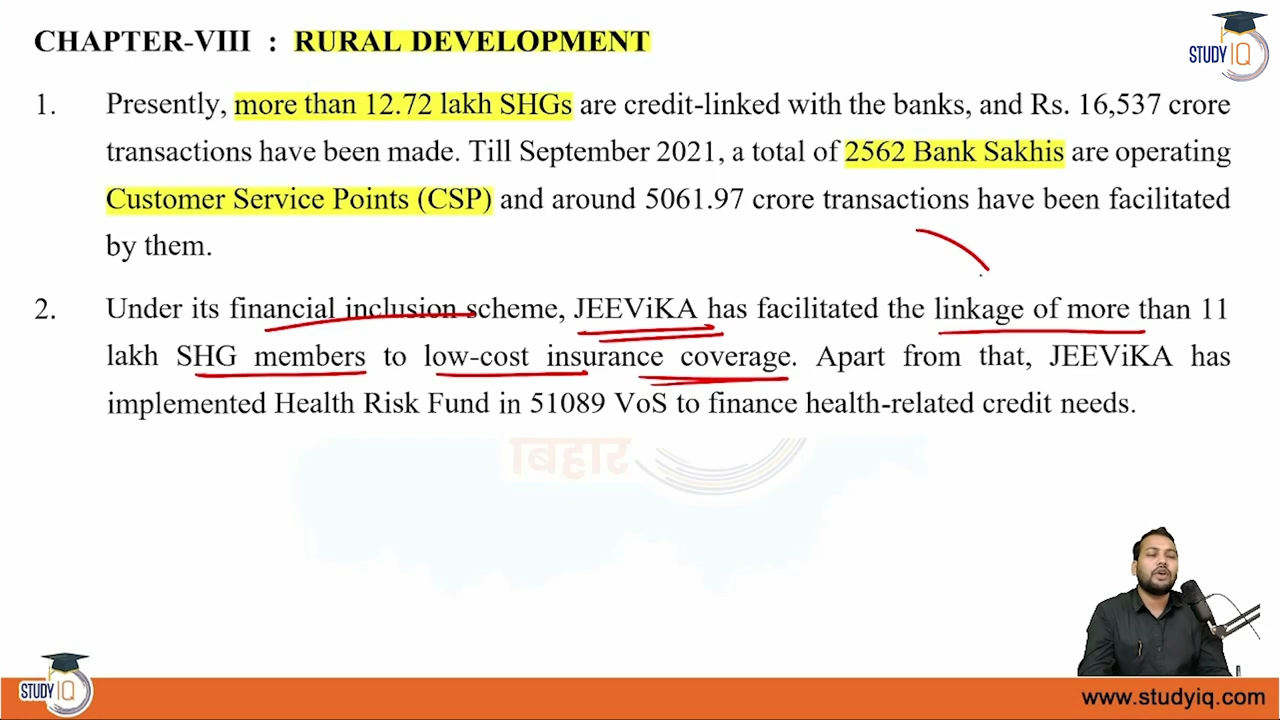 CHAPTER-VIII : RURAL DEVELOPMENT
STUDY IQ
1. Presently, more than 12.72 lakh SHGs are credit-linked with the banks, and Rs. 16,537 crore
transactions have been made. Till September 2021, a total of 2562 Bank Sakhis are operating
Customer Service Points (CSP) and around 5061.97 crore transactions have been facilitated
by them.
2. Under its financial inclusion scheme, JEEViKA has facilitated the linkage of more than 11
lakh SHG members to low-cost insurance coverage. Apart from that, JEEViKA has
implemented Health Risk Fund in 51089 VoS to finance health-related credit needs.
बिहार
STUDY IQ
www.studyiq.com